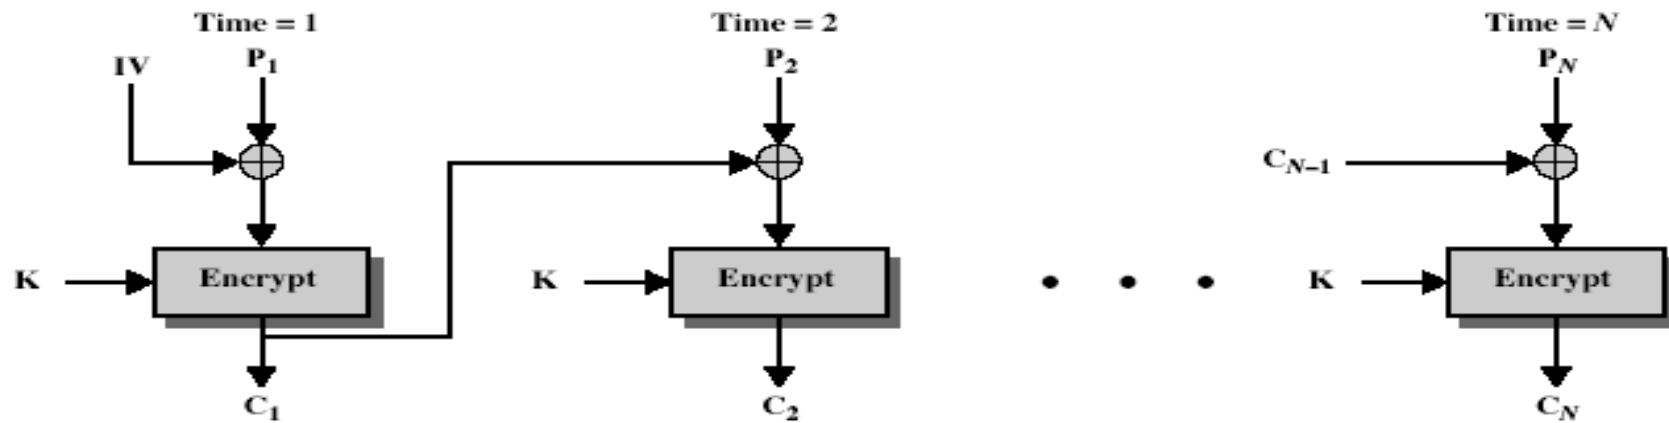 Time = 1 Time = 2 Time = N
IV P1 P2 PN
CN–1
K Encrypt K Encrypt K Encrypt
C1 C2 CN